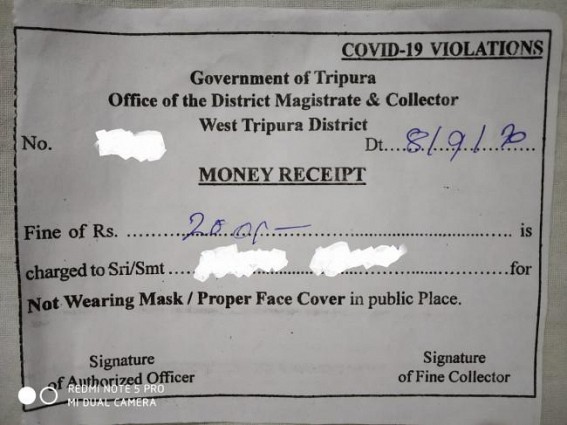 COVID-19 VIOLATIONS
Government of Tripura
Office of the District Magistrate & Collector
West Tripura District
No.
Dt....8/9/20...
MONEY RECEIPT
Fine of Rs. ............................ is
charged to Sri/Smt ............................ for
Not Wearing Mask / Proper Face Cover in public Place.
Signature
of Authorized Officer
Signature
of Fine Collector
REDMI NOTE 5 PRO
MI DUAL CAMERA